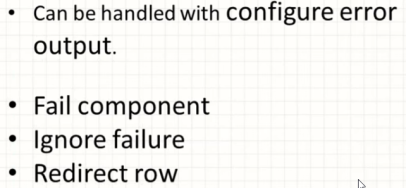 • Can be handled with configure error
output.
• Fail component
• Ignore failure
• Redirect row